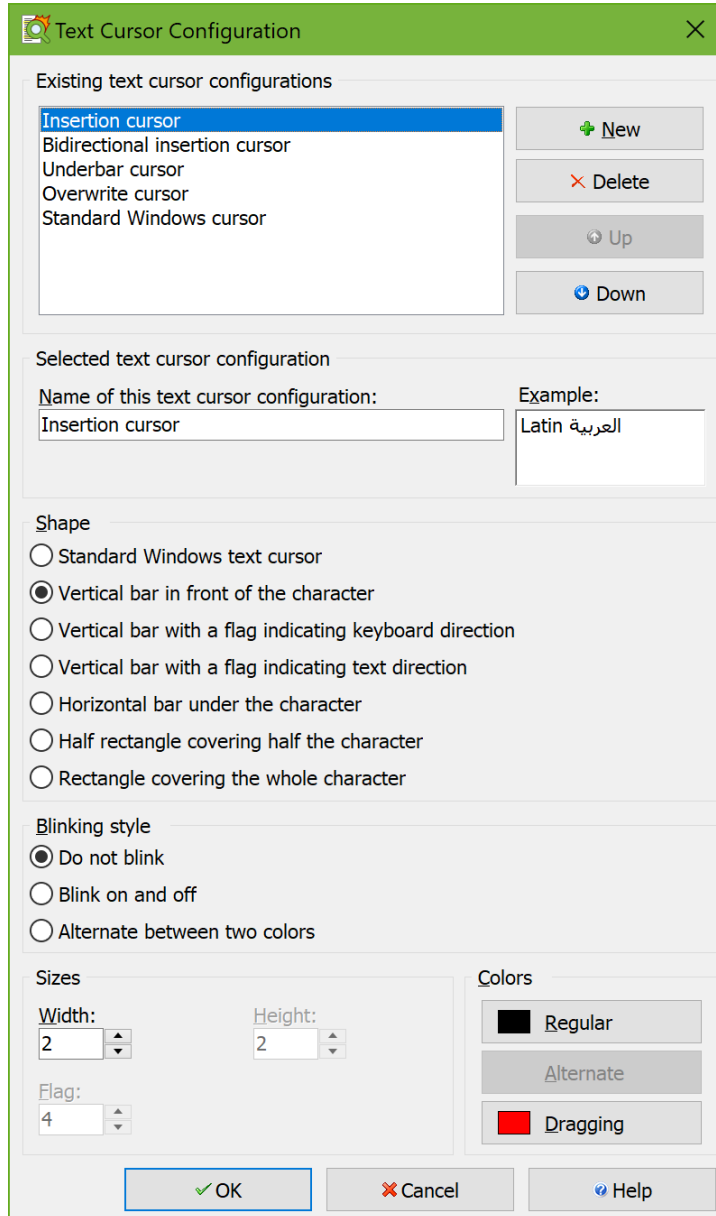 Text Cursor Configuration
Existing text cursor configurations
Insertion cursor
Bidirectional insertion cursor
Underbar cursor
Overwrite cursor
Standard Windows cursor
New
Delete
Up
Down
Selected text cursor configuration
Name of this text cursor configuration:
Insertion cursor
Example:
Latin العربية
Shape
Standard Windows text cursor
Vertical bar in front of the character
Vertical bar with a flag indicating keyboard direction
Vertical bar with a flag indicating text direction
Horizontal bar under the character
Half rectangle covering half the character
Rectangle covering the whole character
Blinking style
Do not blink
Blink on and off
Alternate between two colors
Sizes
Width:
2
Height:
2
Flag:
4
Colors
Regular
Alternate
Dragging
OK
Cancel
Help